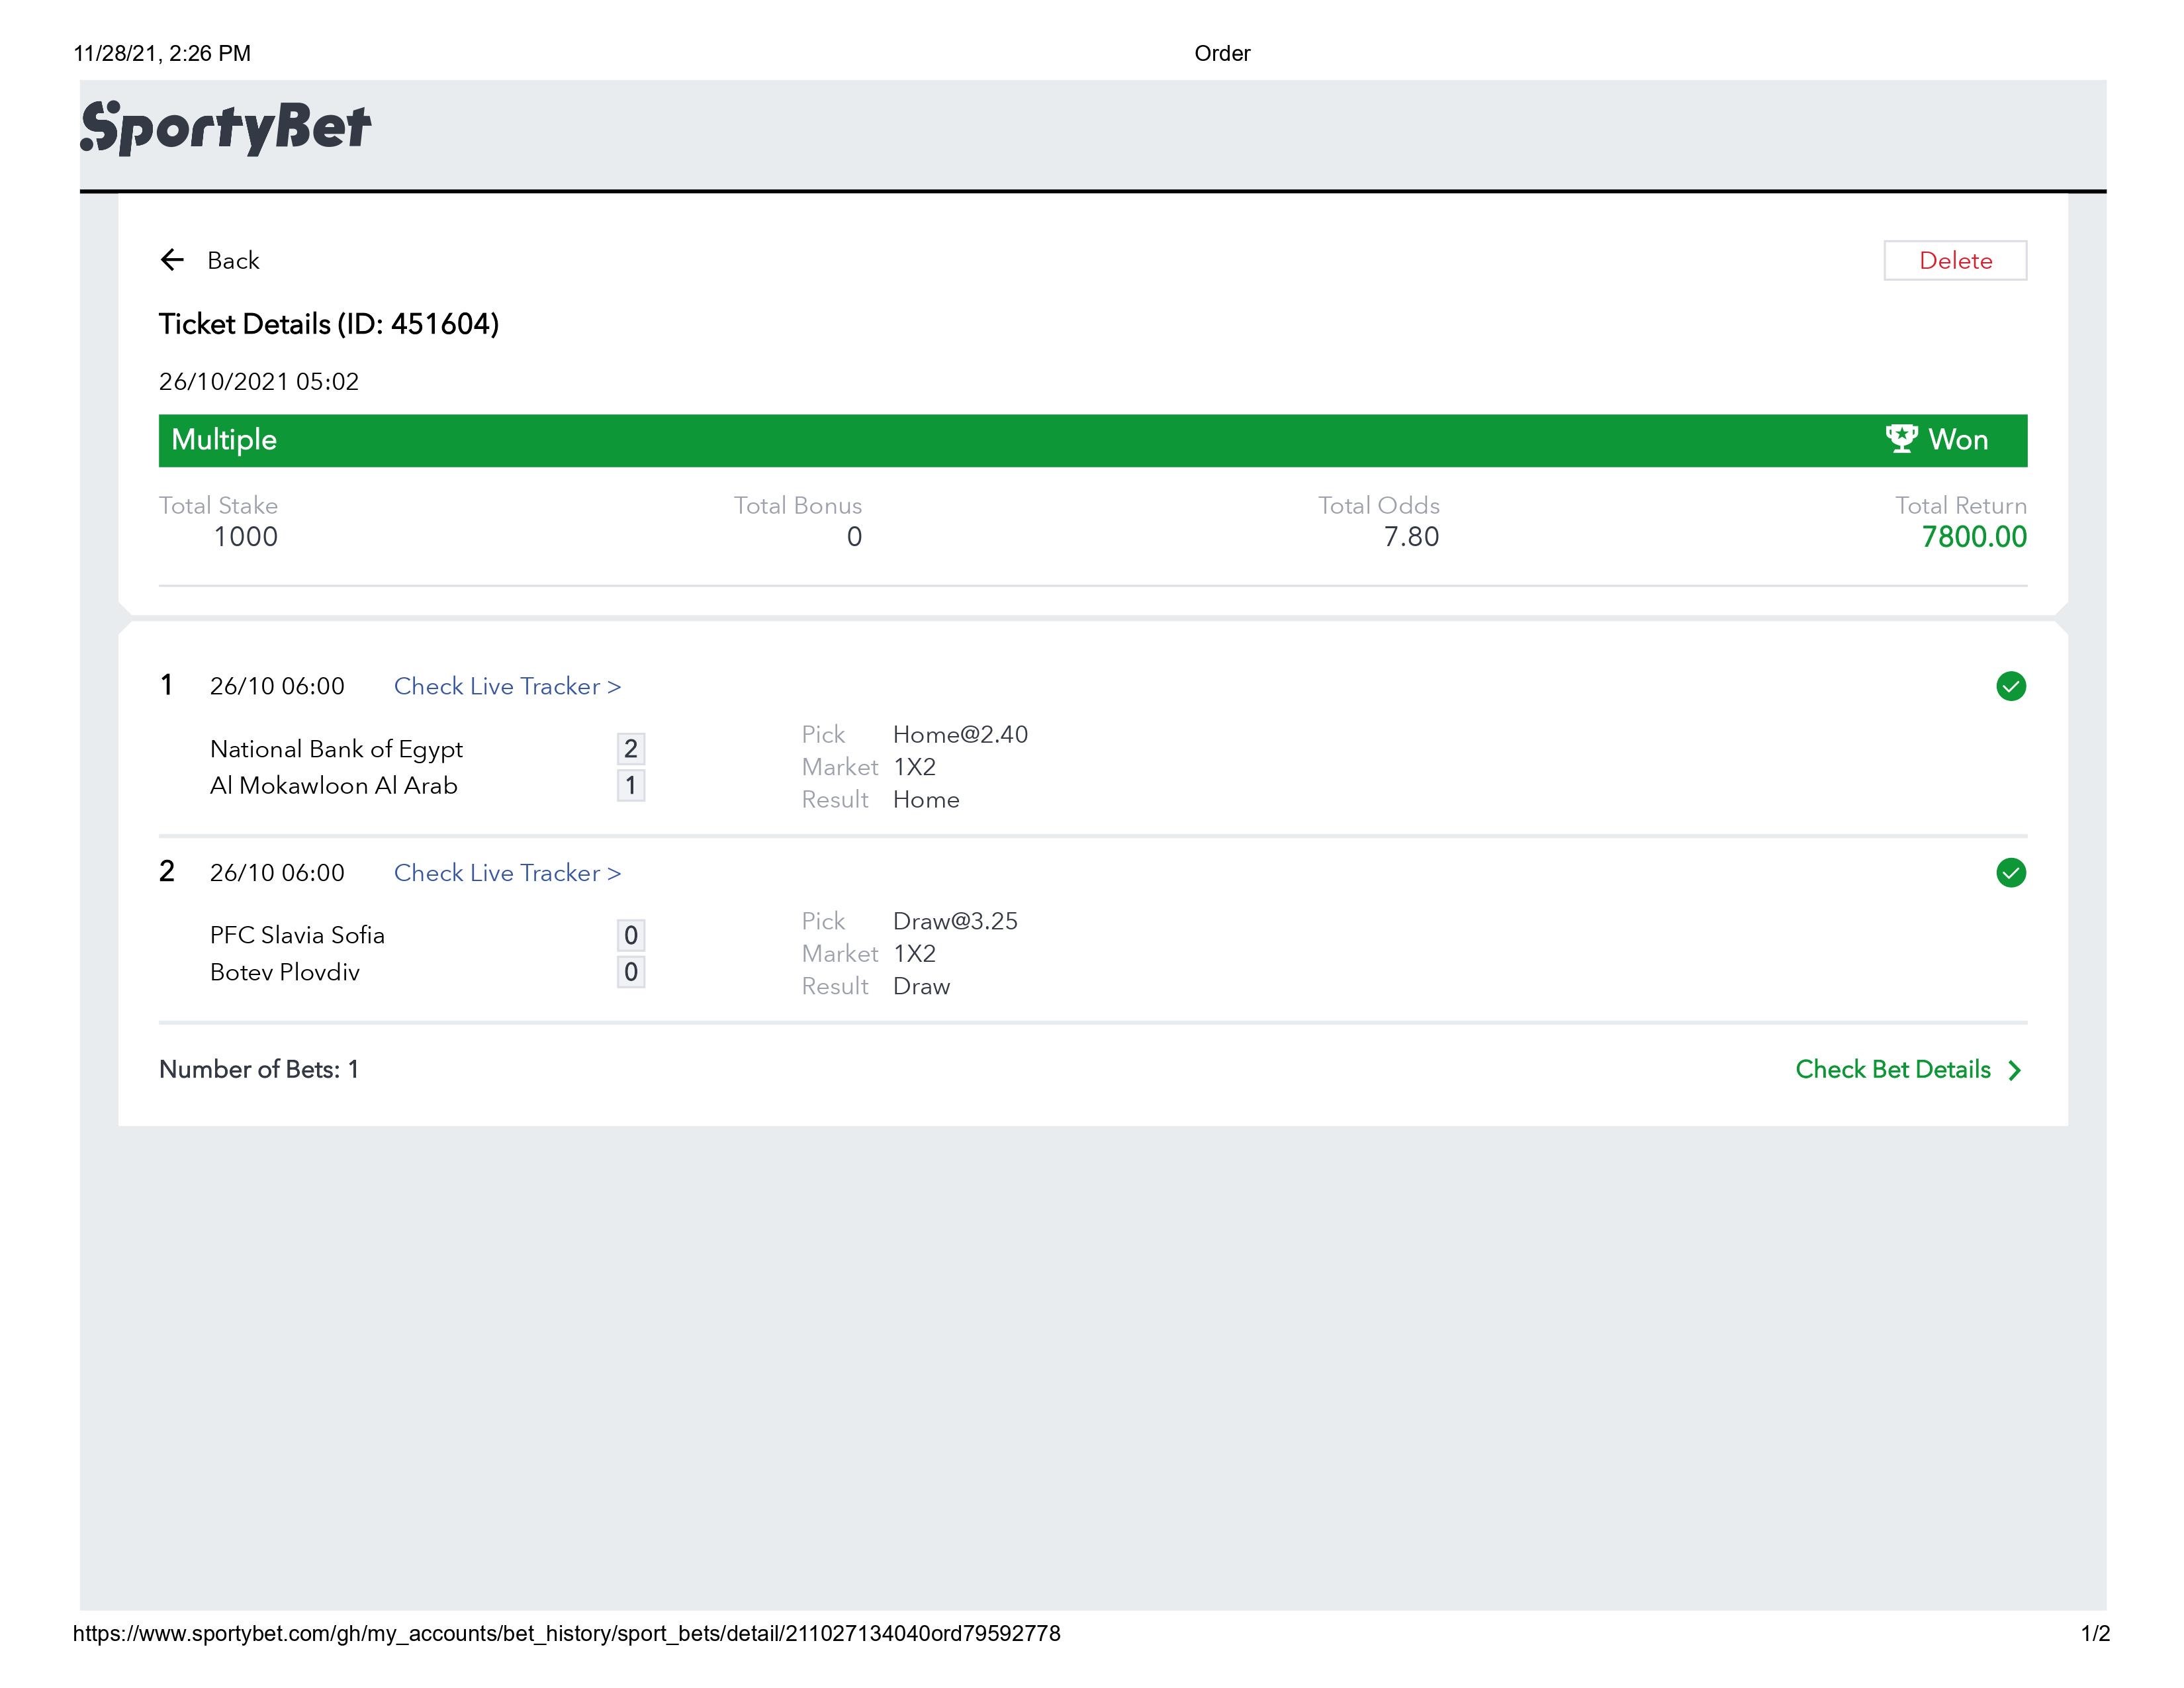 11/28/21, 2:26 PM Order
SportyBet
Back Delete
Ticket Details (ID: 451604)
26/10/2021 05:02
Multiple Won
Total Stake Total Bonus Total Odds Total Return
1000 0 7.80 7800.00
1 26/10 06:00 Check Live Tracker >
National Bank of Egypt 2
Al Mokawloon Al Arab 1
Pick Home@2.40
Market 1X2
Result Home
2 26/10 06:00 Check Live Tracker >
PFC Slavia Sofia 0
Botev Plovdiv 0
Pick Draw@3.25
Market 1X2
Result Draw
Number of Bets: 1 Check Bet Details
https://www.sportybet.com/gh/my_accounts/bet_history/sport_bets/detail/211027134040ord79592778 1/2